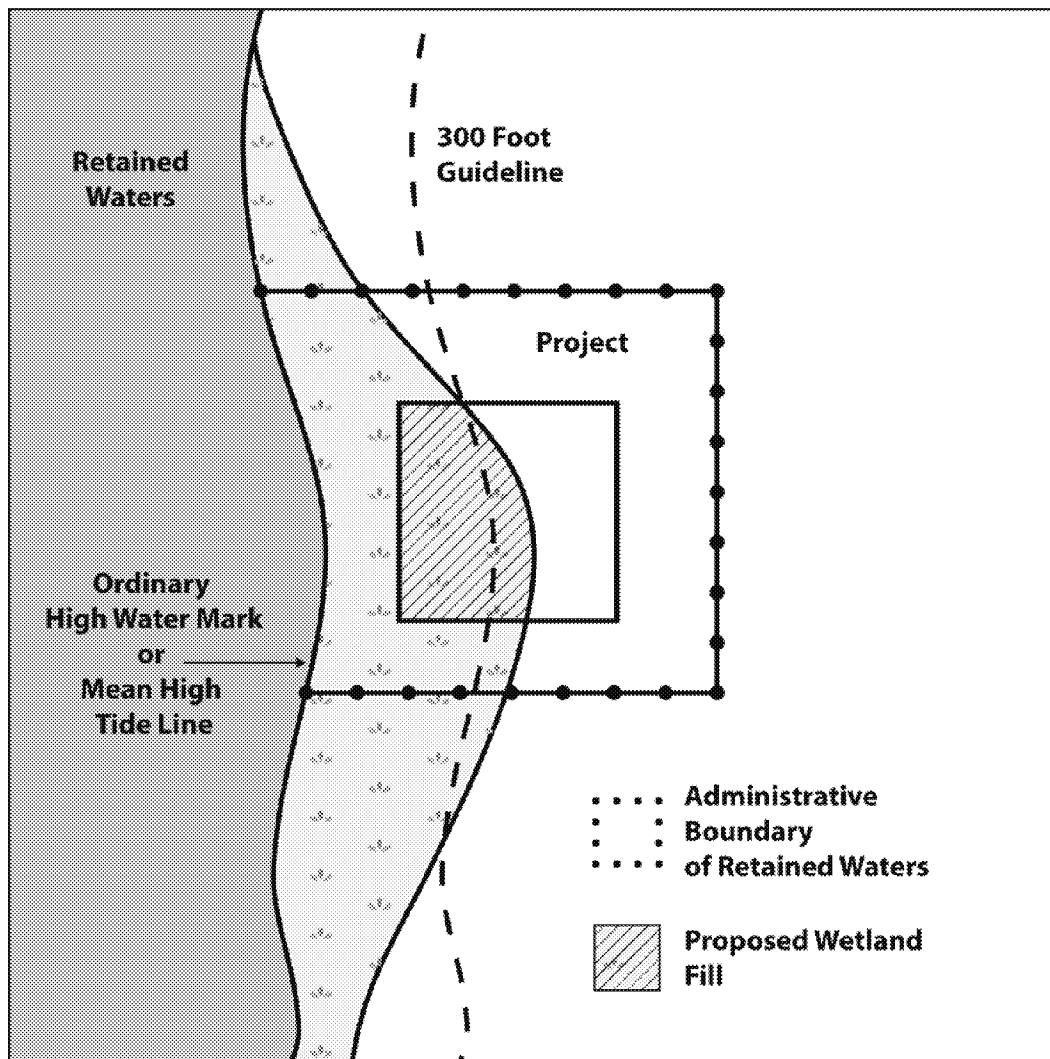 300 Foot
Guideline
Retained
Waters
Project
Ordinary
High Water Mark
or
Mean High
Tide Line
Administrative
Boundary
of Retained Waters
Proposed Wetland
Fill